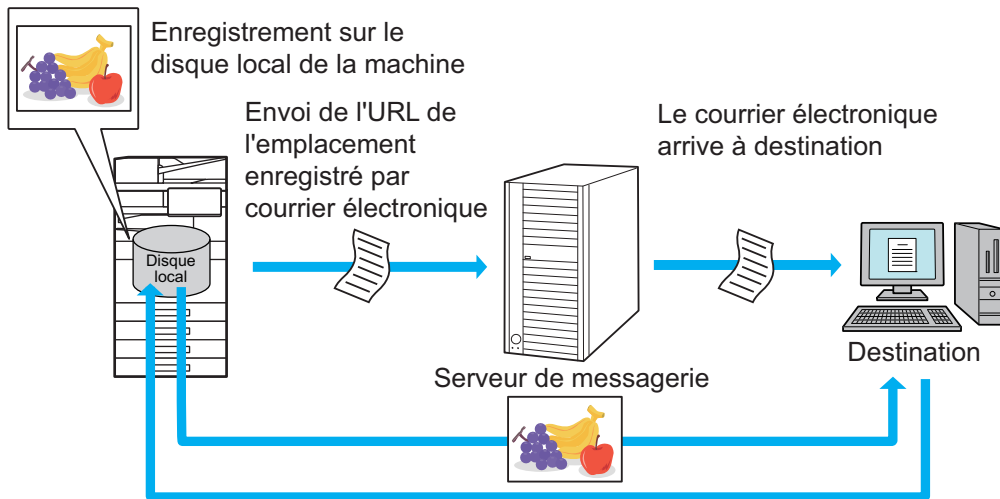 Enregistrement sur le
disque local de la machine
Envoi de l'URL de
l'emplacement
enregistré par
courrier électronique
Le courrier électronique
arrive à destination
Disque
local
Serveur de messagerie
Destination